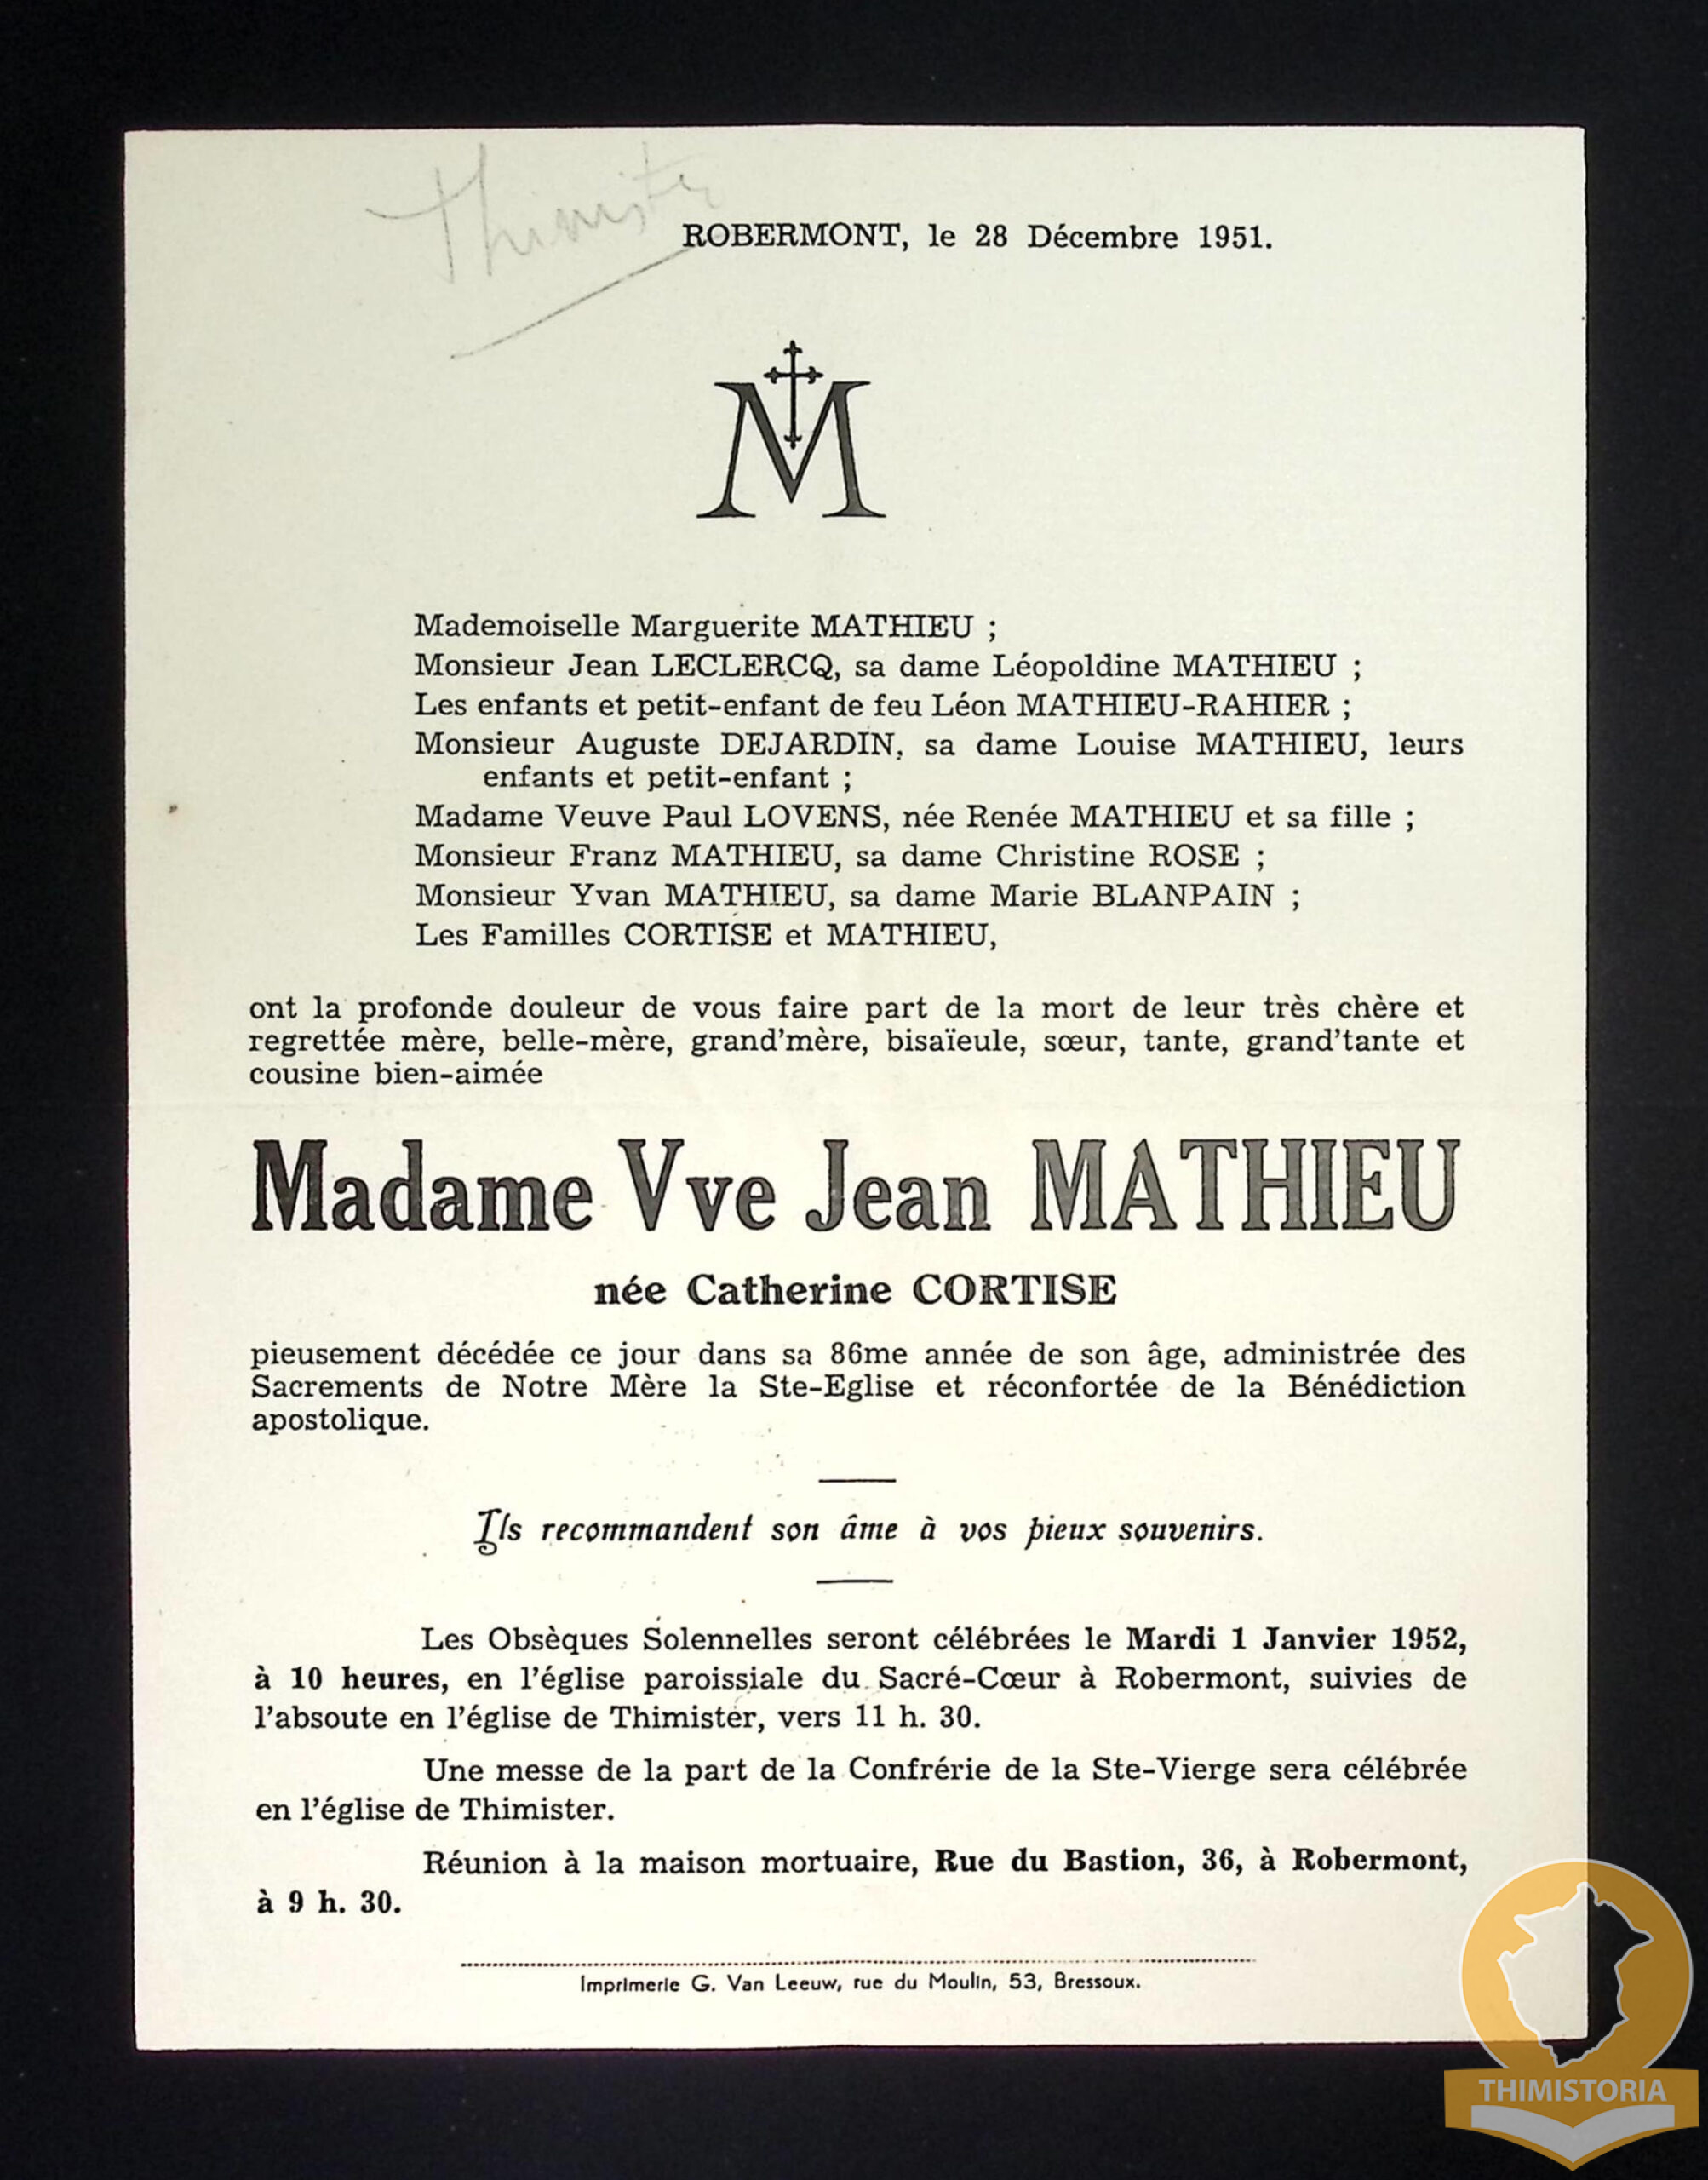 Thimister
ROBERMONT, le 28 Décembre 1951.
M
Mademoiselle Marguerite MATHIEU ;
Monsieur Jean LECLERCQ, sa dame Léopoldine MATHIEU ;
Les enfants et petit-enfant de feu Léon MATHIEU-RAHIER ;
Monsieur Auguste DEJARDIN, sa dame Louise MATHIEU, leurs
enfants et petit-enfant ;
Madame Veuve Paul LOVENS, née Renée MATHIEU et sa fille ;
Monsieur Franz MATHIEU, sa dame Christine ROSE ;
Monsieur Yvan MATHIEU, sa dame Marie BLANPAIN ;
Les Familles CORTISE et MATHIEU,
ont la profonde douleur de vous faire part de la mort de leur très chère et
regrettée mère, belle-mère, grand'mère, bisaïeule, sœur, tante, grand'tante et
cousine bien-aimée
Madame Vve Jean MATHIEU
née Catherine CORTISE
pieusement décédée ce jour dans sa 86me année de son âge, administrée des
Sacrements de Notre Mère la Ste-Eglise et réconfortée de la Bénédiction
apostolique.
Ils recommandent son âme à vos pieux souvenirs.
Les Obsèques Solennelles seront célébrées le Mardi 1 Janvier 1952,
à 10 heures, en l'église paroissiale du Sacré-Cœur à Robermont, suivies de
l'absoute en l'église de Thimister, vers 11 h. 30.
Une messe de la part de la Confrérie de la Ste-Vierge sera célébrée
en l'église de Thimister.
Réunion à la maison mortuaire, Rue du Bastion, 36, à Robermont,
à 9 h. 30.
Imprimerie G. Van Leeuw, rue du Moulin, 53, Bressoux.
THIMISTORIA